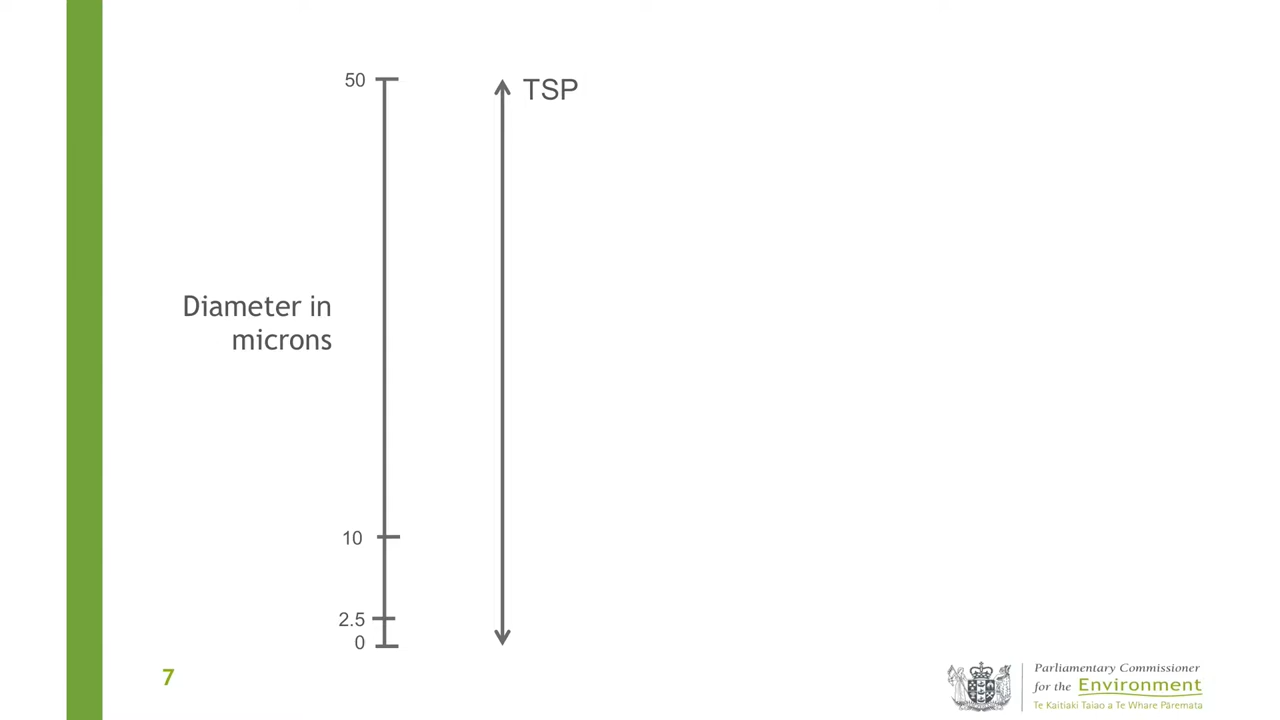 50
TSP
Diameter in
microns
10
2.5
0
7
Parliamentary Commissioner
for the Environment
Te Kaitiaki Taiao a Te Whare Pāremata